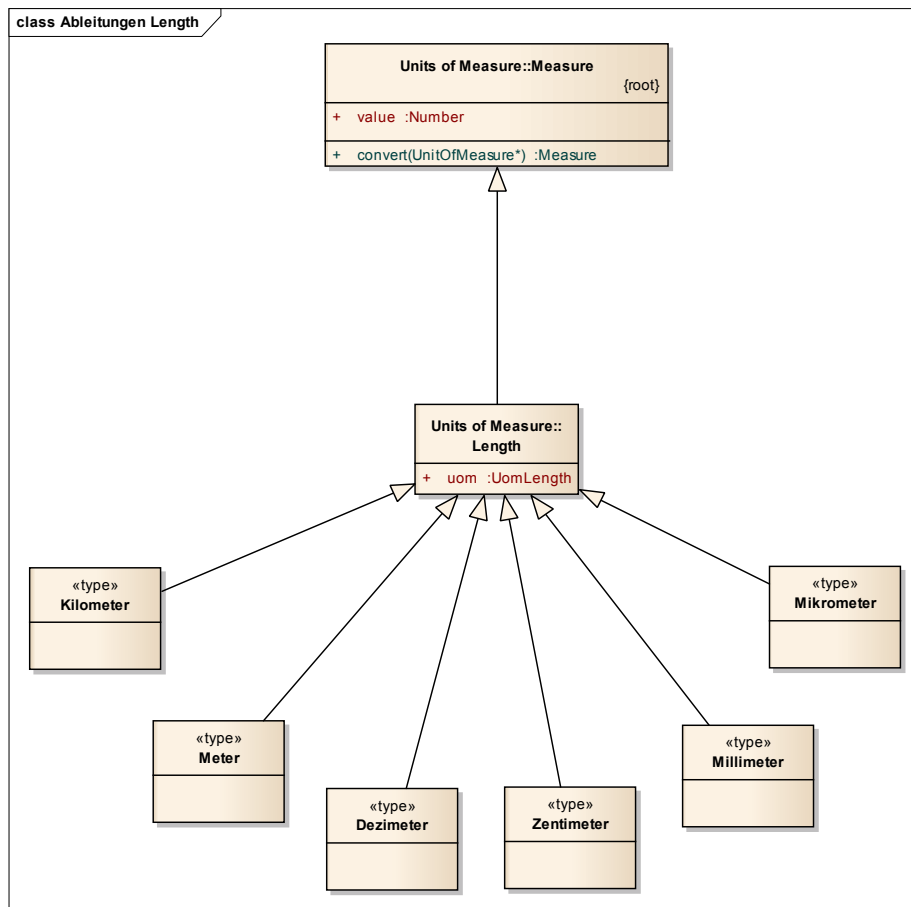 class Ableitungen Length
Units of Measure::Measure
{root}
+ value :Number
+ convert(UnitOfMeasure*) :Measure
Units of Measure::
Length
+ uom :UomLength
«type»
Kilometer
«type»
Mikrometer
«type»
Meter
«type»
Millimeter
«type»
Dezimeter
«type»
Zentimeter